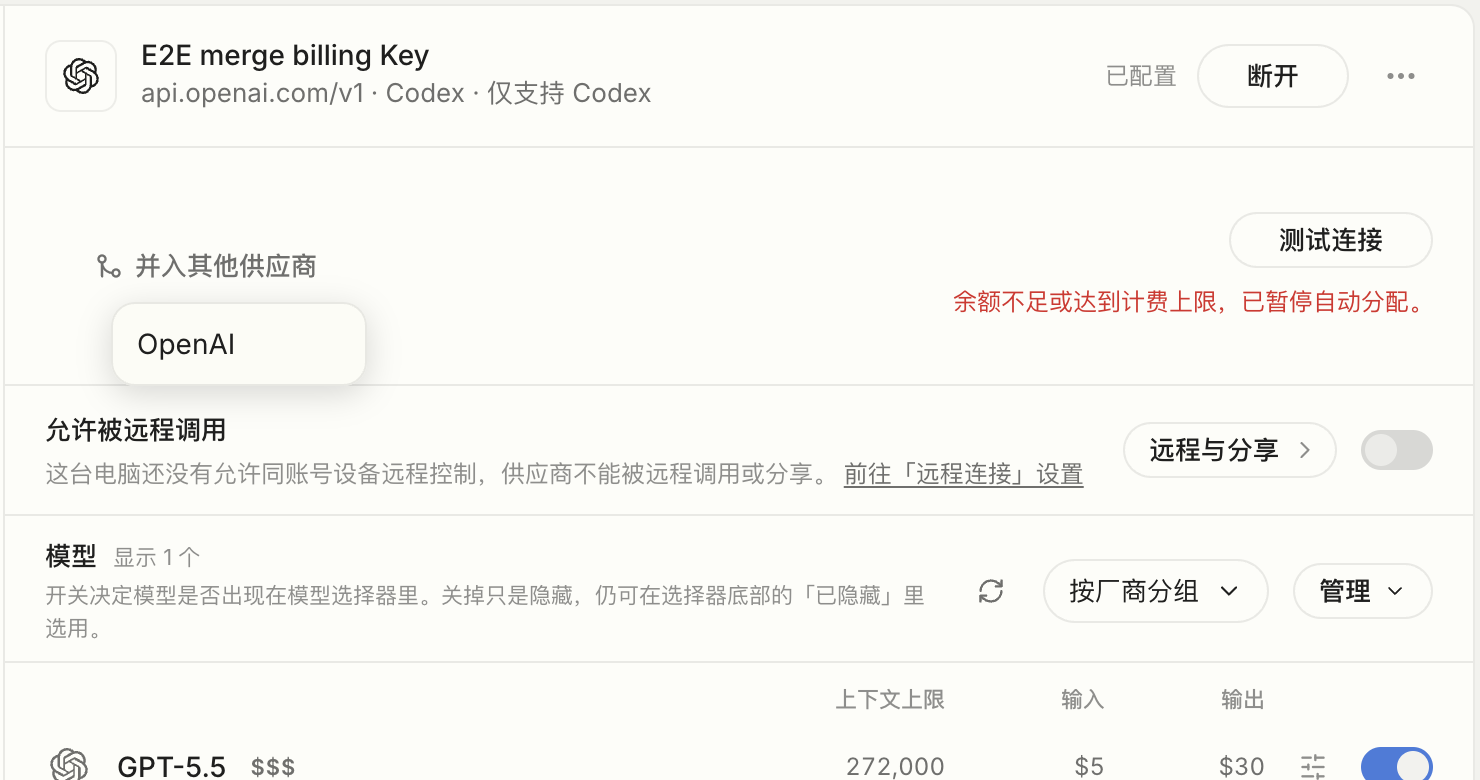 E2E merge billing Key
api.openai.com/v1 · Codex · 仅支持 Codex
已配置
断开
并入其他供应商
OpenAI
测试连接
余额不足或达到计费上限，已暂停自动分配。
允许被远程调用
这台电脑还没有允许同账号设备远程控制，供应商不能被远程调用或分享。 前往「远程连接」设置
远程与分享
模型 显示 1 个
开关决定模型是否出现在模型选择器里。关掉只是隐藏，仍可在选择器底部的「已隐藏」里
选用。
按厂商分组
管理
上下文上限 输入 输出
GPT-5.5 $$$ 272,000 $5 $30